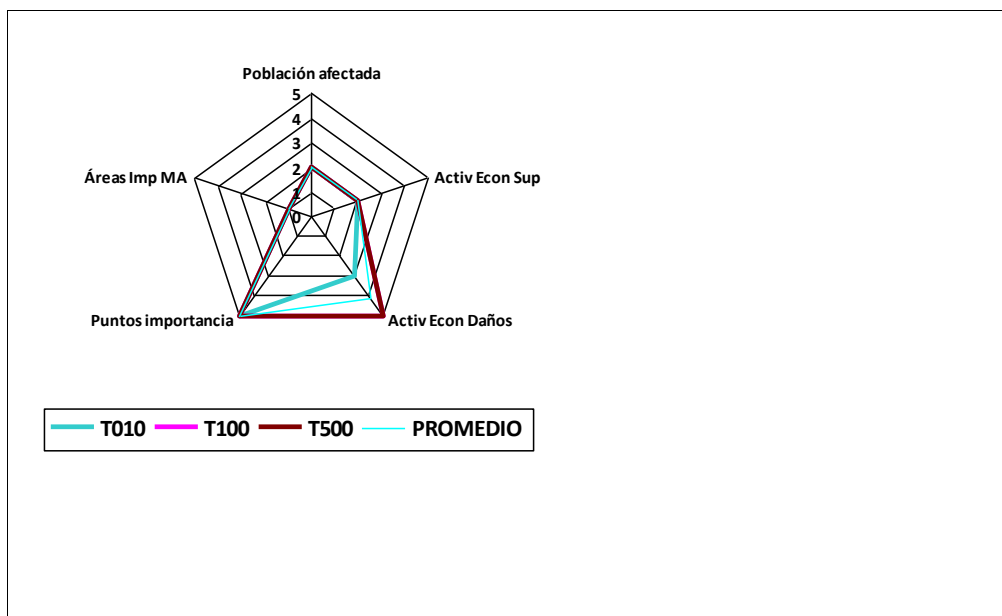 Población afectada
5
4
3
2
1
0
Áreas Imp MA
Activ Econ Sup
Puntos importancia
Activ Econ Daños
T010 T100 T500 PROMEDIO